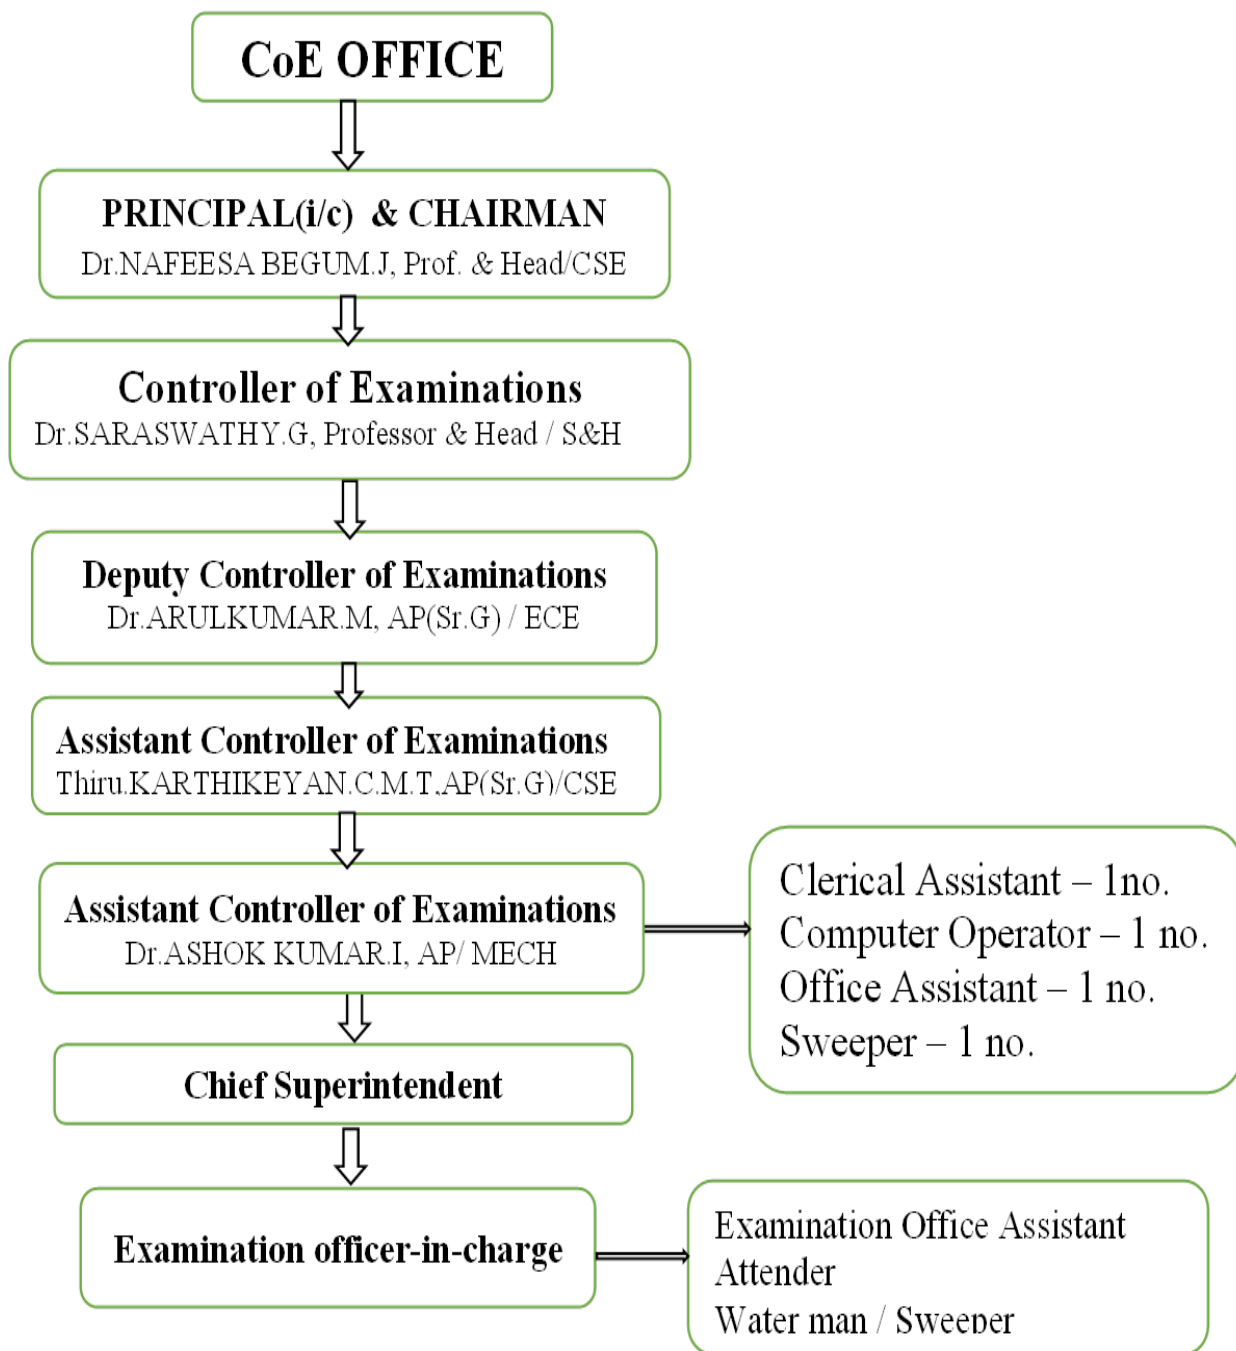 CoE OFFICE
PRINCIPAL(i/c) & CHAIRMAN
Dr.NAFEESA BEGUM.J, Prof. & Head/CSE
Controller of Examinations
Dr.SARASWATHY.G, Professor & Head / S&H
Deputy Controller of Examinations
Dr.ARULKUMAR.M, AP(Sr.G) / ECE
Assistant Controller of Examinations
Thiru.KARTHIKEYAN.C.M.T,AP(Sr.G)/CSE
Assistant Controller of Examinations
Dr.ASHOK KUMAR.I, AP/ MECH
Clerical Assistant – 1no.
Computer Operator – 1 no.
Office Assistant – 1 no.
Sweeper – 1 no.
Chief Superintendent
Examination officer-in-charge
Examination Office Assistant
Attender
Water man / Sweeper